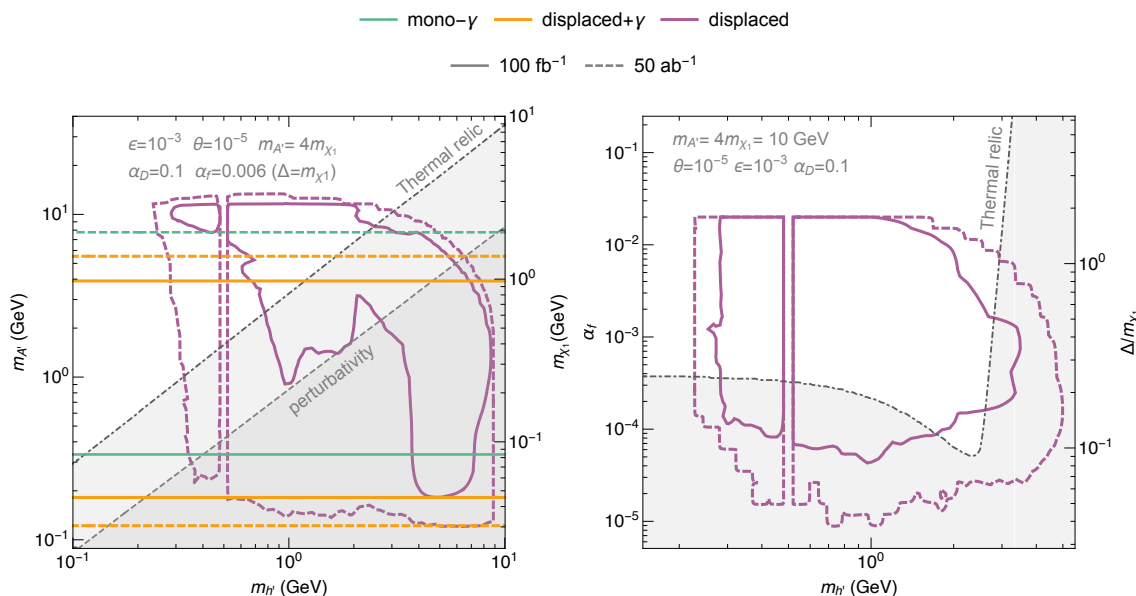 mono−γ displaced+γ displaced
100 fb⁻¹ 50 ab⁻¹
ϵ=10⁻³ θ=10⁻⁵ m_A'= 4m_χ₁
α_D=0.1 α_f=0.006 (Δ=m_χ1)
Thermal relic
perturbativity
m_A' (GeV)
10¹
10⁰
10⁻¹
10⁻¹ 10⁰ 10¹
m_h' (GeV)
10¹
10⁰
10⁻¹
m_χ₁ (GeV)
m_A'= 4m_χ₁= 10 GeV
θ=10⁻⁵ ϵ=10⁻³ α_D=0.1
Thermal relic
α_f
10⁻¹
10⁻²
10⁻³
10⁻⁴
10⁻⁵
10⁰
m_h' (GeV)
10⁰
10⁻¹
Δ/m_χ₁